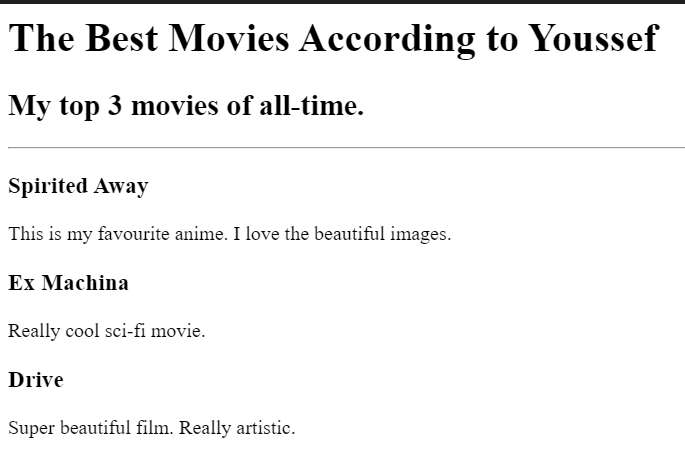 The Best Movies According to Youssef
My top 3 movies of all-time.
Spirited Away
This is my favourite anime. I love the beautiful images.
Ex Machina
Really cool sci-fi movie.
Drive
Super beautiful film. Really artistic.